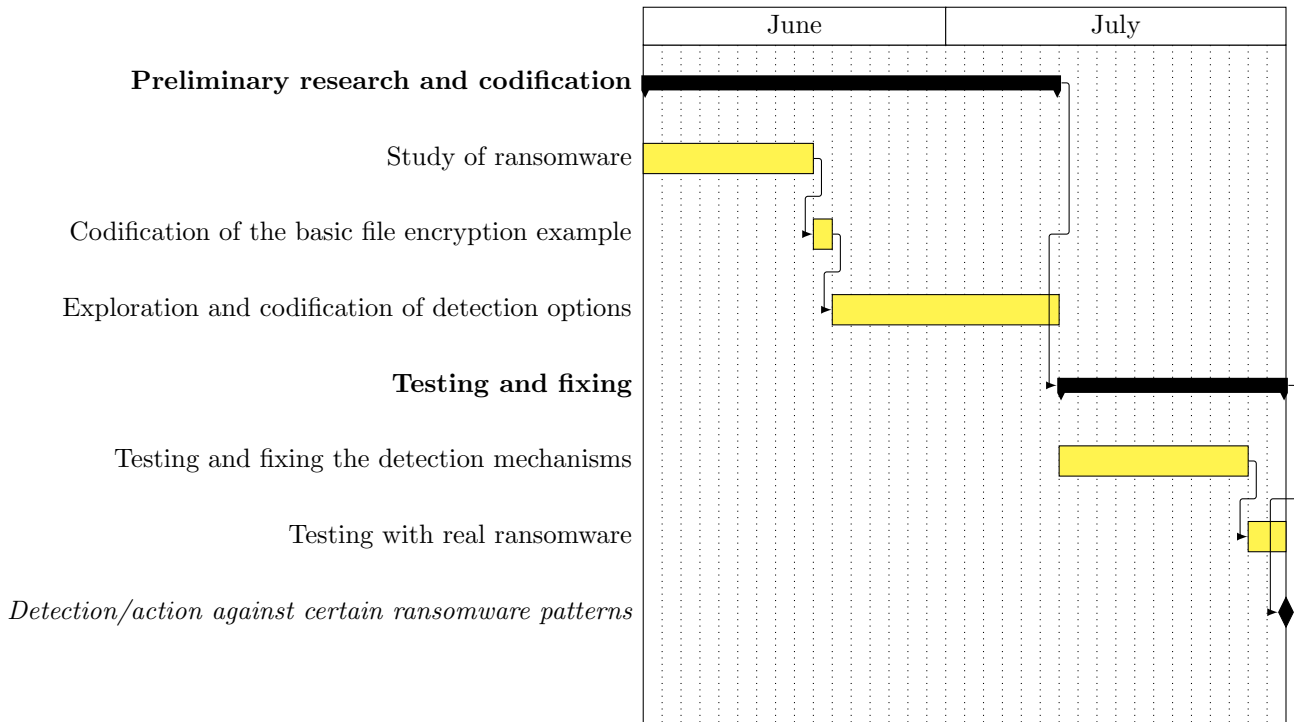 June July
Preliminary research and codification
Study of ransomware
Codification of the basic file encryption example
Exploration and codification of detection options
Testing and fixing
Testing and fixing the detection mechanisms
Testing with real ransomware
Detection/action against certain ransomware patterns